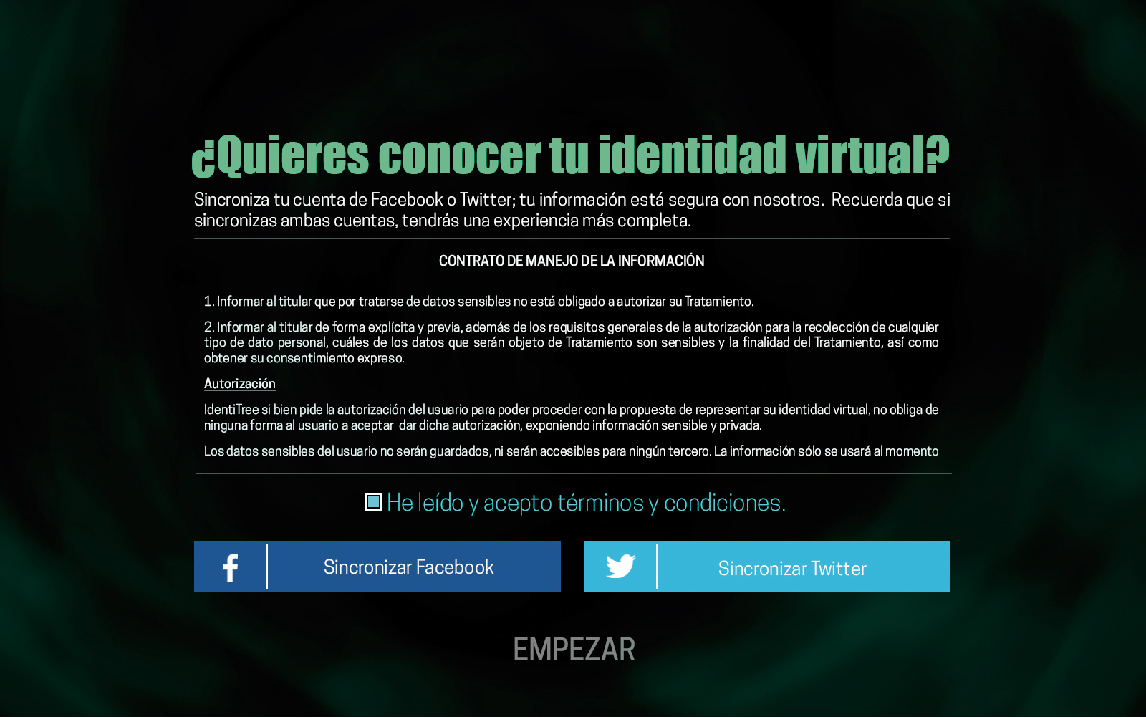 ¿Quieres conocer tu identidad virtual?
Sincroniza tu cuenta de Facebook o Twitter; tu información está segura con nosotros. Recuerda que si
sincronizas ambas cuentas, tendrás una experiencia más completa.
CONTRATO DE MANEJO DE LA INFORMACIÓN
1. Informar al titular que por tratarse de datos sensibles no está obligado a autorizar su Tratamiento.
2. Informar al titular de forma explícita y previa, además de los requisitos generales de la autorización para la recolección de cualquier
tipo de dato personal, cuáles de los datos que serán objeto de Tratamiento son sensibles y la finalidad del Tratamiento, así como
obtener su consentimiento expreso.
Autorización
IdentiTree si bien pide la autorización del usuario para poder proceder con la propuesta de representar su identidad virtual, no obliga de
ninguna forma al usuario a aceptar dar dicha autorización, exponiendo información sensible y privada.
Los datos sensibles del usuario no serán guardados, ni serán accesibles para ningún tercero. La información sólo se usará al momento
He leído y acepto términos y condiciones.
Sincronizar Facebook
Sincronizar Twitter
EMPEZAR